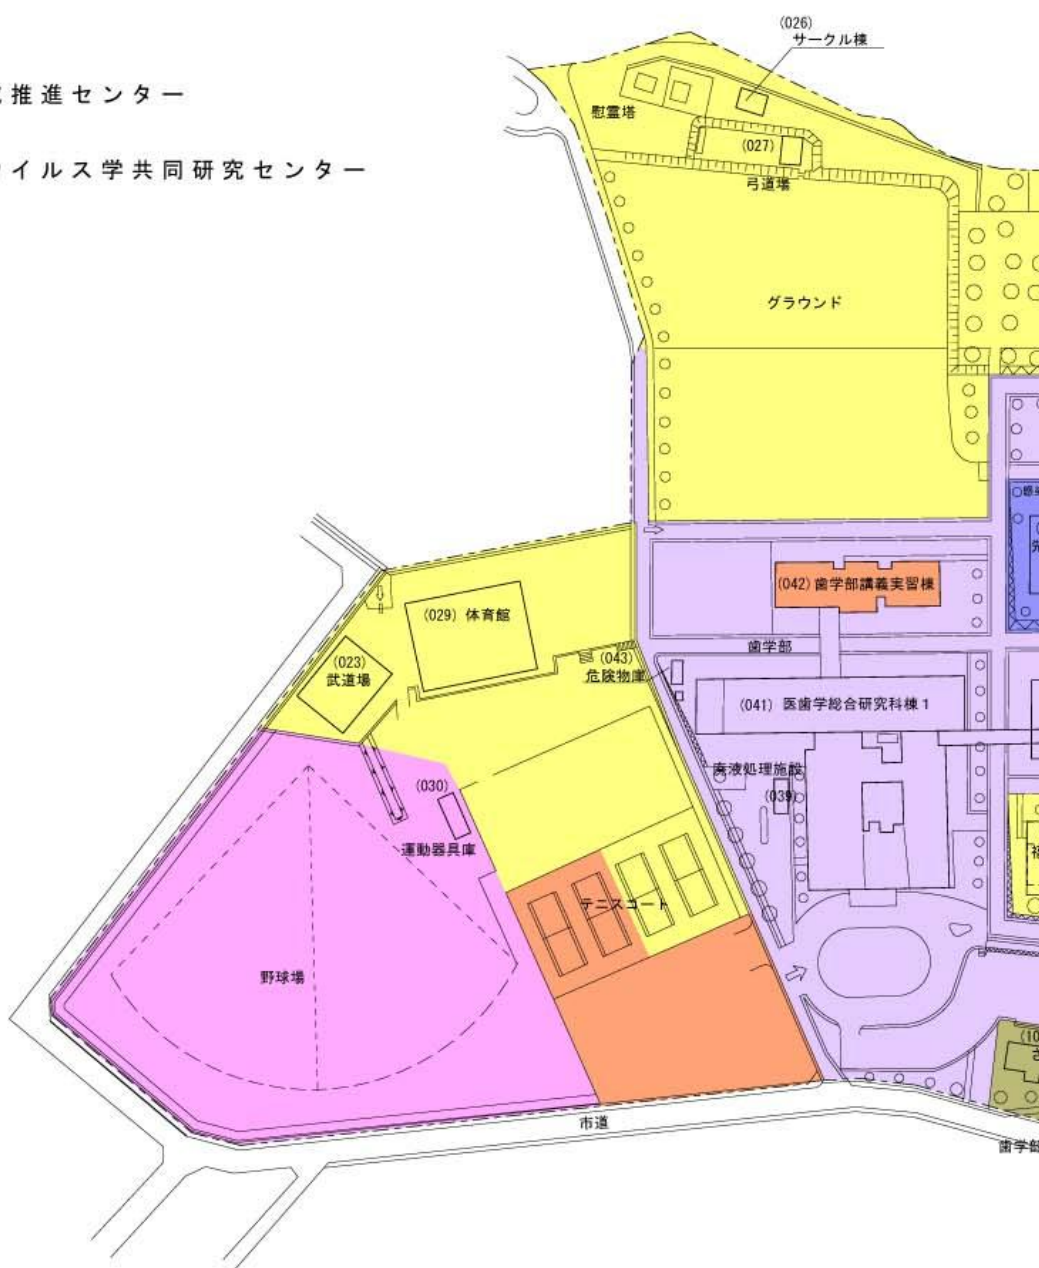 (026)
サークル棟
推進センター
イルス学共同研究センター
慰霊塔
(027)
弓道場
グラウンド
(042) 歯学部講義実習棟
(029) 体育館
(023)
武道場
歯学部
(043)
危険物庫
(041) 医歯学総合研究科棟1
廃液処理施設
(039)
(030)
運動器具庫
テニスコート
野球場
市道
歯学部